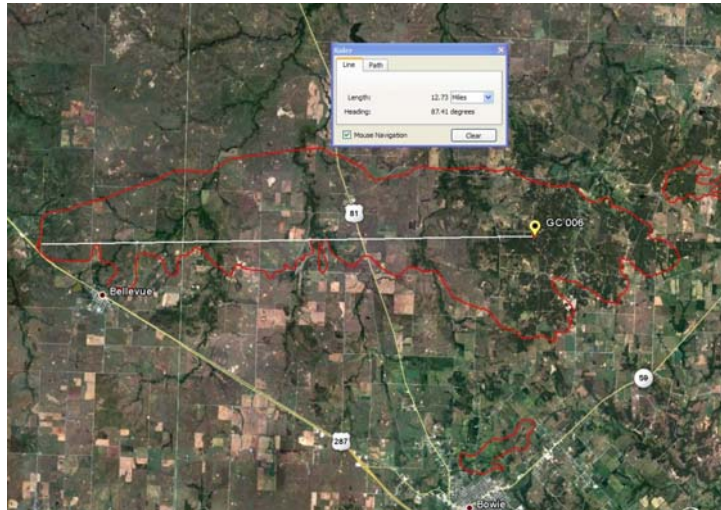 Ruler
Line Path
Length: 12.73 Miles
Heading: 87.41 degrees
Mouse Navigation Clear
81
GC 006
Bellevue
59
287
Bowie